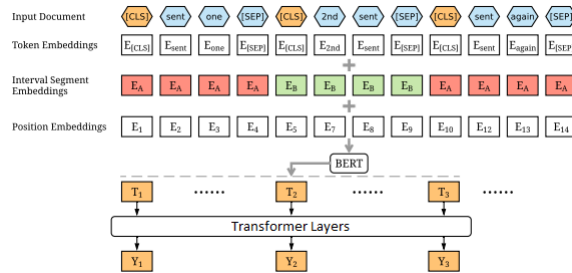 Input Document [CLS] sent one [SEP] [CLS] 2nd sent [SEP] [CLS] sent again [SEP]
Token Embeddings E[CLS] Esent Eone E[SEP] E[CLS] E2nd Esent E[SEP] E[CLS] Esent Eagain E[SEP]
Interval Segment
Embeddings EA EA EA EA EB EB EB EB EA EA EA EA
Position Embeddings E1 E2 E3 E4 E5 E7 E8 E9 E10 E12 E13 E14
BERT
T1 ...... T2 ...... T3 ......
Transformer Layers
Y1 Y2 Y3